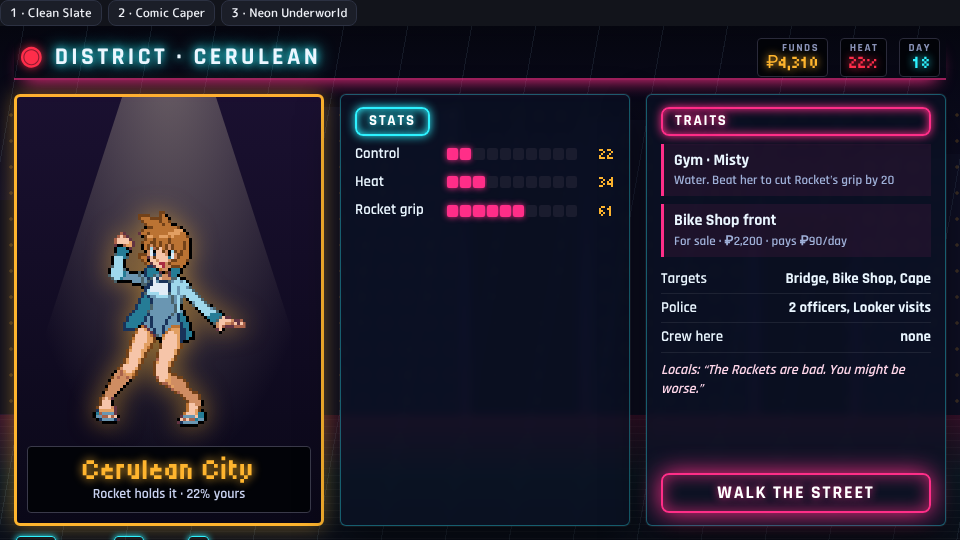 1 · Clean Slate
2 · Comic Caper
3 · Neon Underworld
DISTRICT · CERULEAN
FUNDS
₽4,310
HEAT
22%
DAY
18
Cerulean City
Rocket holds it · 22% yours
STATS
Control
22
Heat
34
Rocket grip
61
TRAITS
Gym · Misty
Water. Beat her to cut Rocket's grip by 20
Bike Shop front
For sale · ₽2,200 · pays ₽90/day
Targets
Bridge, Bike Shop, Cape
Police
2 officers, Looker visits
Crew here
none
Locals: “The Rockets are bad. You might be
worse.”
WALK THE STREET